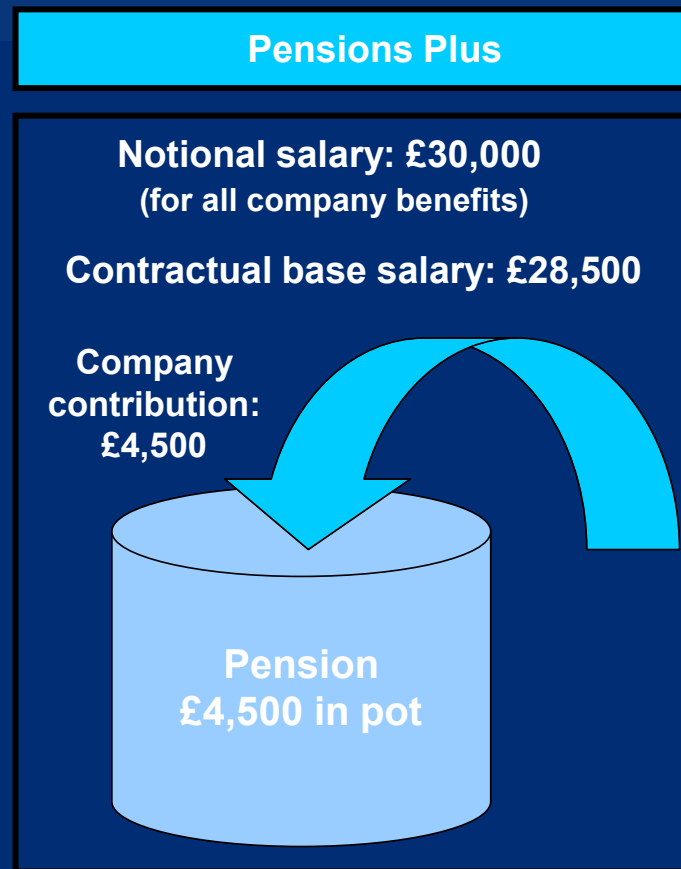 Pensions Plus
Notional salary: £30,000
(for all company benefits)
Contractual base salary: £28,500
Company
contribution:
£4,500
Pension
£4,500 in pot